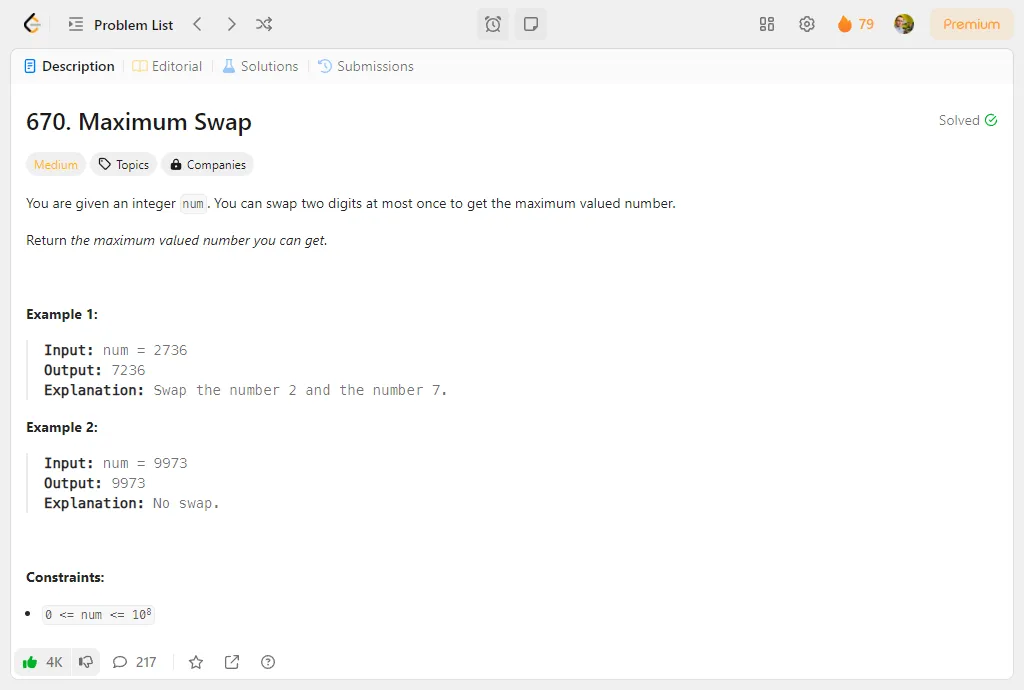 Problem List
79
Premium
Description
Editorial
Solutions
Submissions
670. Maximum Swap
Solved
Medium
Topics
Companies
You are given an integer num. You can swap two digits at most once to get the maximum valued number.
Return the maximum valued number you can get.
Example 1:
Input: num = 2736
Output: 7236
Explanation: Swap the number 2 and the number 7.
Example 2:
Input: num = 9973
Output: 9973
Explanation: No swap.
Constraints:
• 0 <= num <= 10⁸
4K
217